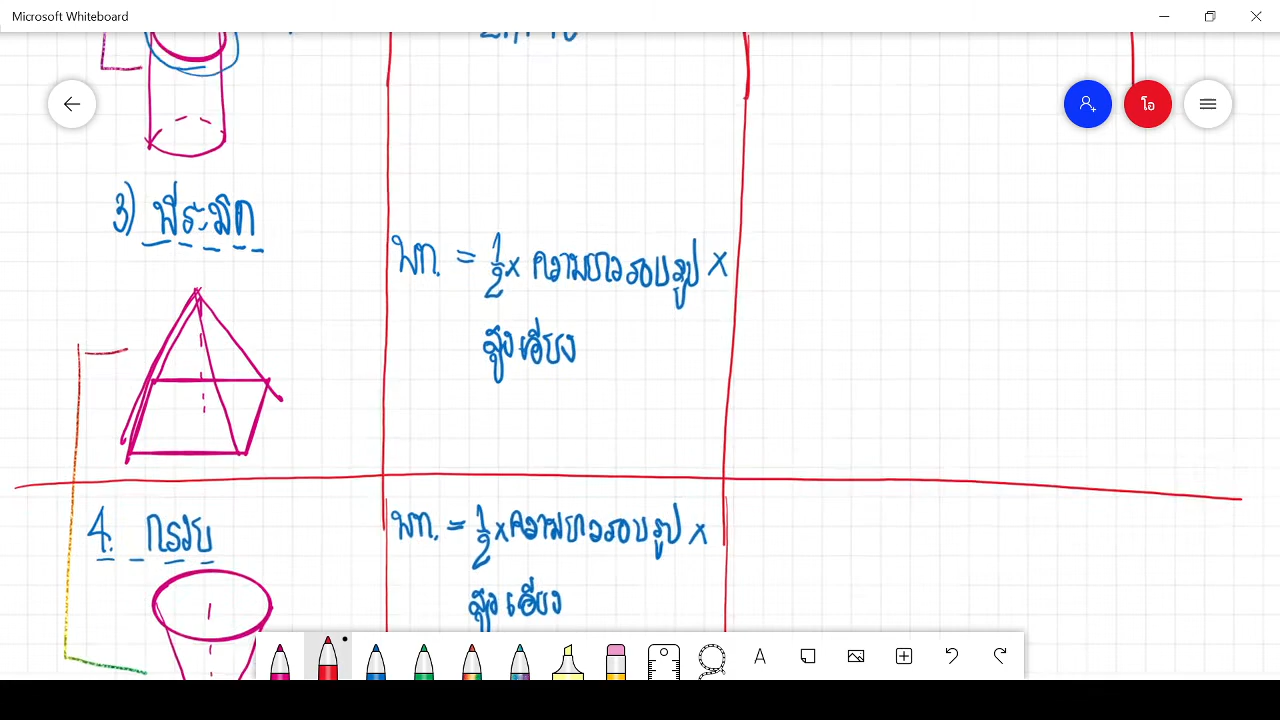 Microsoft Whiteboard
โอ
3) พีระมิด
พท. = 1/2 x ความยาวรอบรูป x
สูงเอียง
4. กรวย
พท. = 1/2 x ความยาวรอบรูป x
สูงเอียง
A